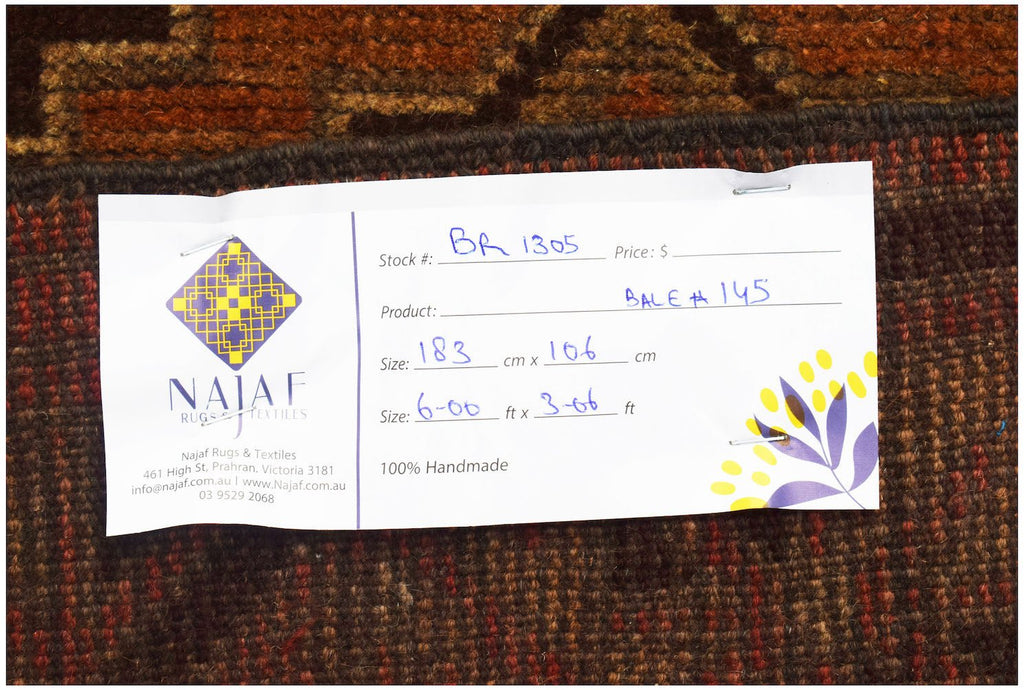 NAJAF
RUGS & TEXTILES
Najaf Rugs & Textiles
461 High St, Prahran, Victoria 3181
info@najaf.com.au | www.Najaf.com.au
03 9529 2068
Stock #: BR 1305 Price: $
Product: BALE # 145
Size: 183 cm x 106 cm
Size: 6-00 ft x 3-06 ft
100% Handmade